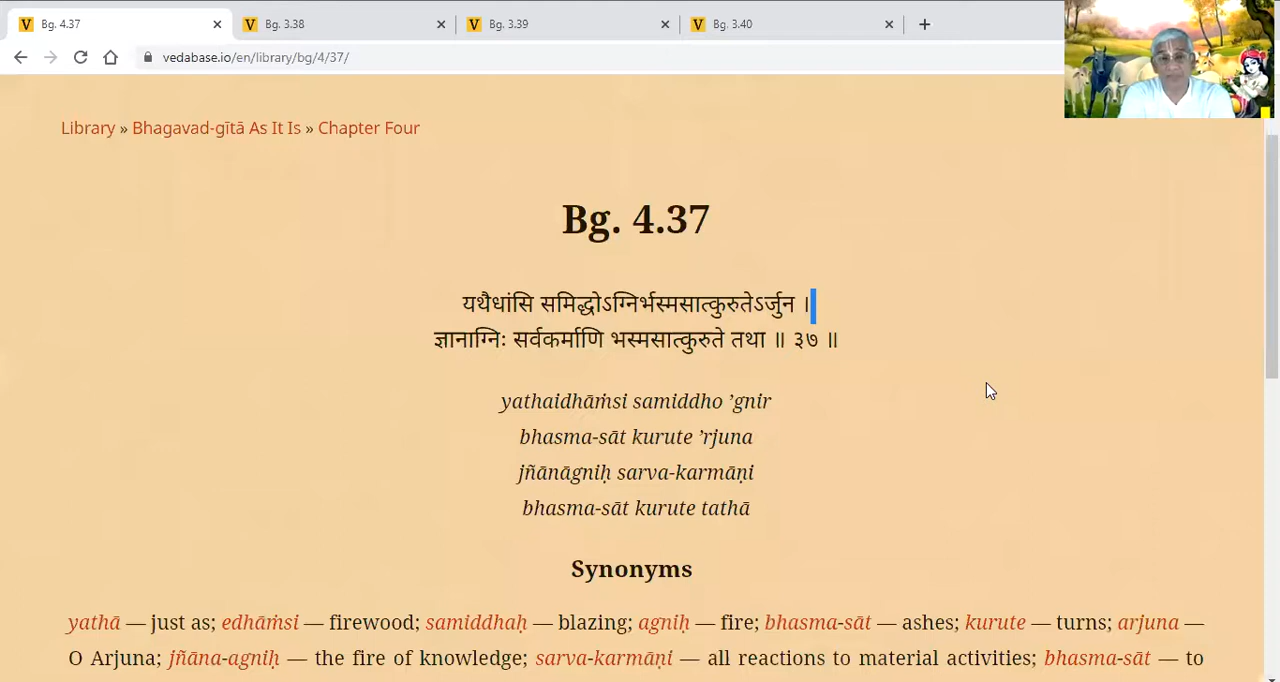 Bg. 4.37
Bg. 3.38
Bg. 3.39
Bg. 3.40
vedabase.io/en/library/bg/4/37/
Library » Bhagavad-gītā As It Is » Chapter Four
Bg. 4.37
यथैधांसि समिद्धोऽग्निर्भस्मसात्कुरुतेऽर्जुन ।
ज्ञानाग्निः सर्वकर्माणि भस्मसात्कुरुते तथा ॥ ३७ ॥
yathaidhāṁsi samiddho ’gnir
bhasma-sāt kurute ’rjuna
jñānāgniḥ sarva-karmāṇi
bhasma-sāt kurute tathā
Synonyms
yathā — just as; edhāṁsi — firewood; samiddhaḥ — blazing; agniḥ — fire; bhasma-sāt — ashes; kurute — turns; arjuna —
O Arjuna; jñāna-agniḥ — the fire of knowledge; sarva-karmāṇi — all reactions to material activities; bhasma-sāt — to